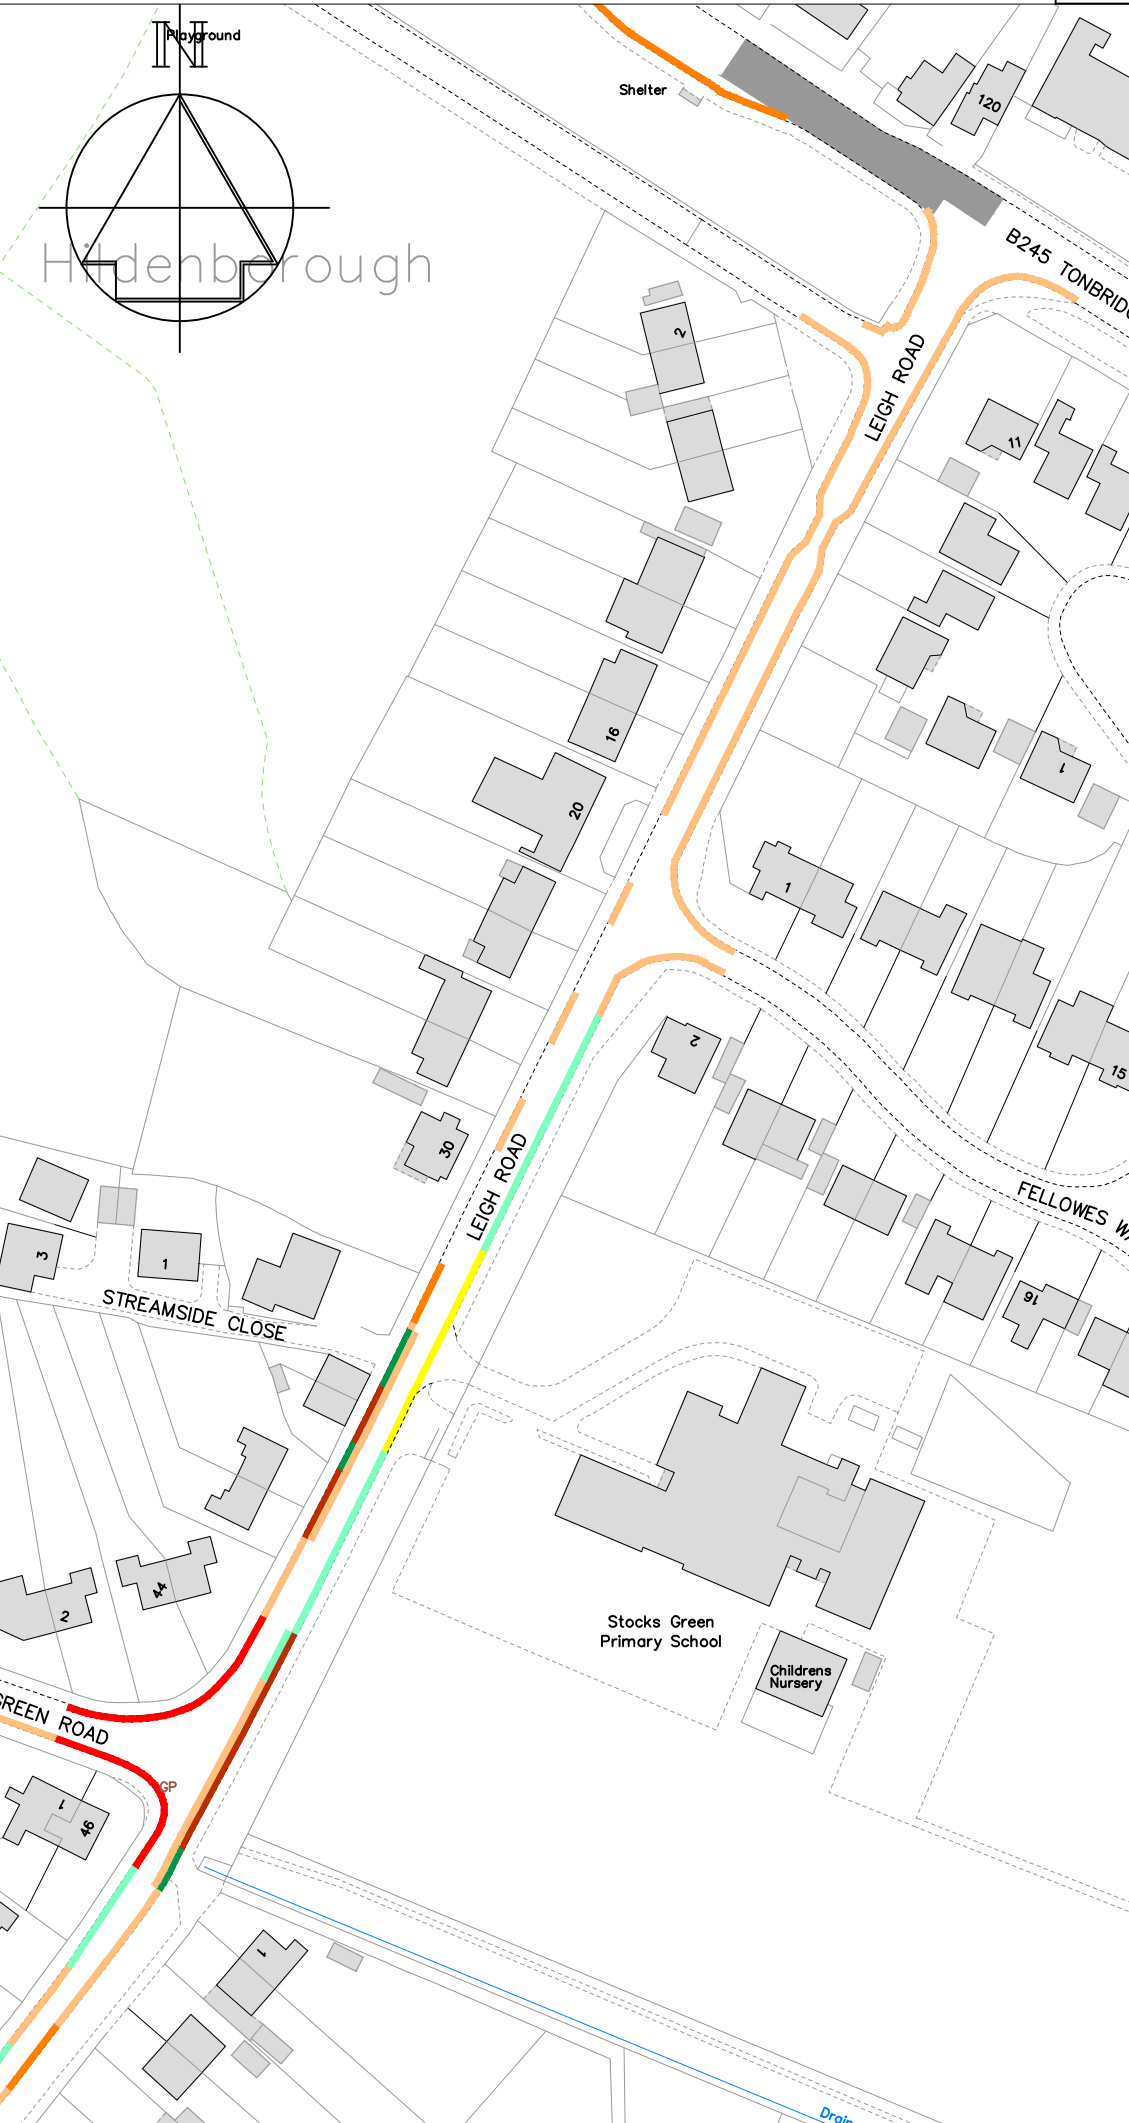 N
Playground
Shelter
120
B245 TONBRIDG
Hildenborough
2
LEIGH ROAD
11
16
1
20
1
2
15
30
LEIGH ROAD
FELLOWES W
3
1
16
STREAMSIDE CLOSE
44
2
Stocks Green
Primary School
Childrens
Nursery
GREEN ROAD
GP
1
46
1
Drain